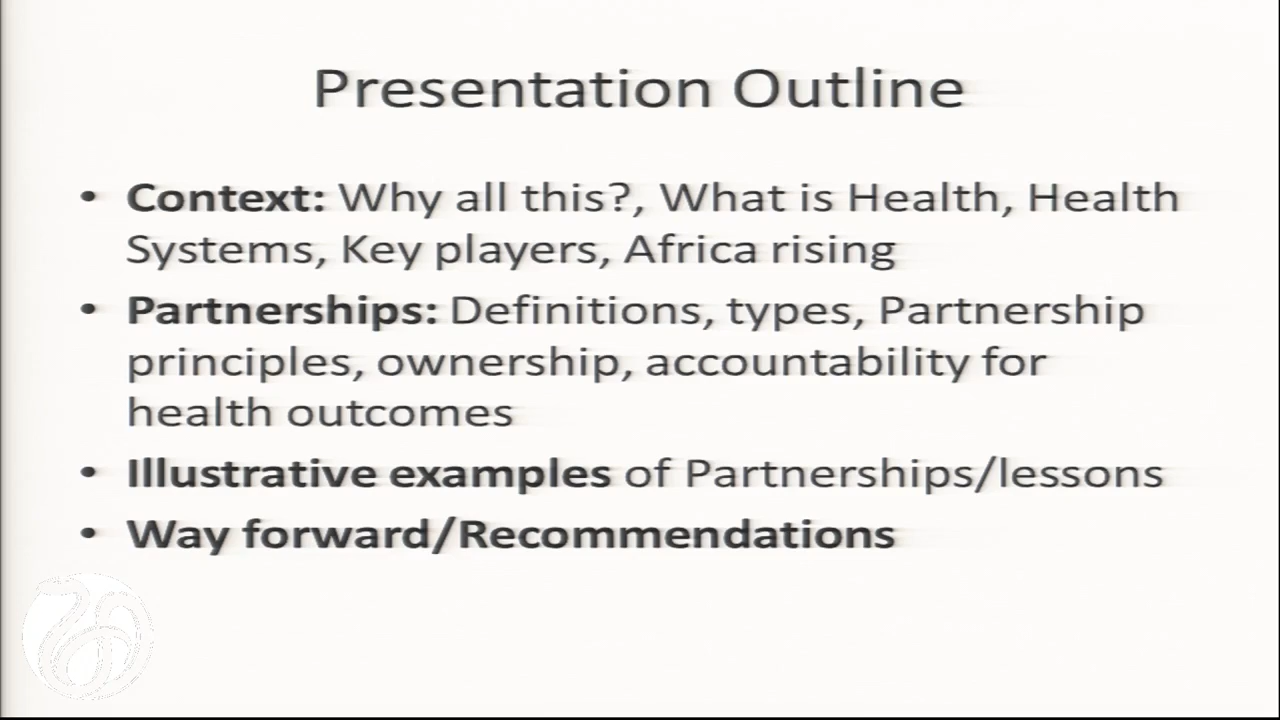 Presentation Outline
• Context: Why all this?, What is Health, Health
Systems, Key players, Africa rising
• Partnerships: Definitions, types, Partnership
principles, ownership, accountability for
health outcomes
• Illustrative examples of Partnerships/lessons
• Way forward/Recommendations